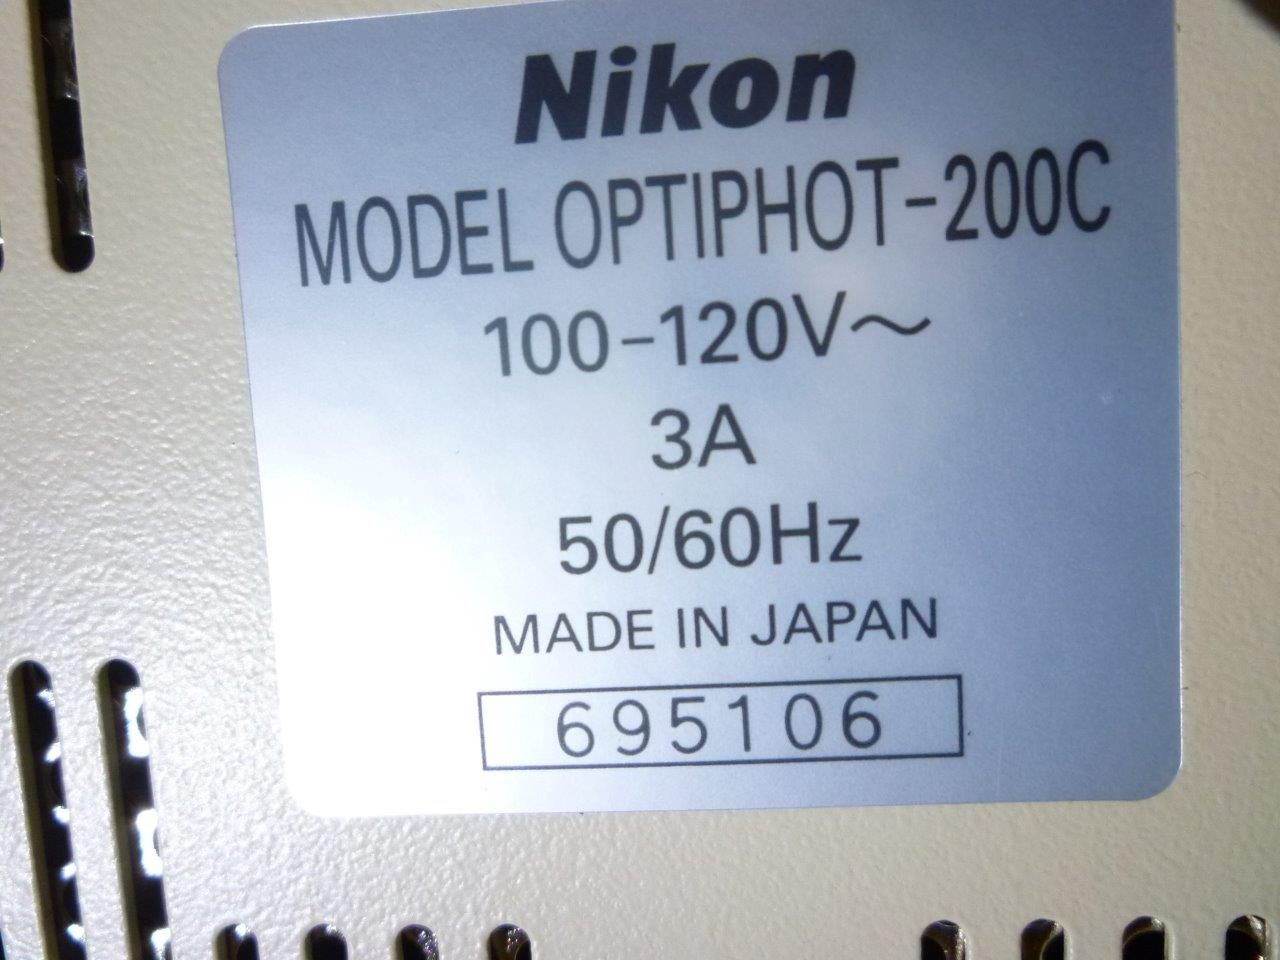 Nikon
MODEL OPTIPHOT-200C
100-120V～
3A
50/60Hz
MADE IN JAPAN
695106